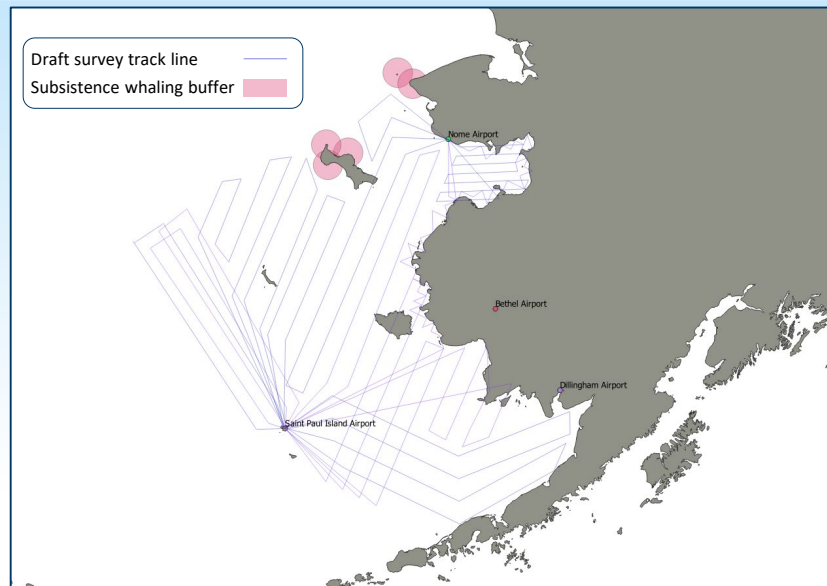 Draft survey track line
Subsistence whaling buffer
Nome Airport
Bethel Airport
Dillingham Airport
Saint Paul Island Airport